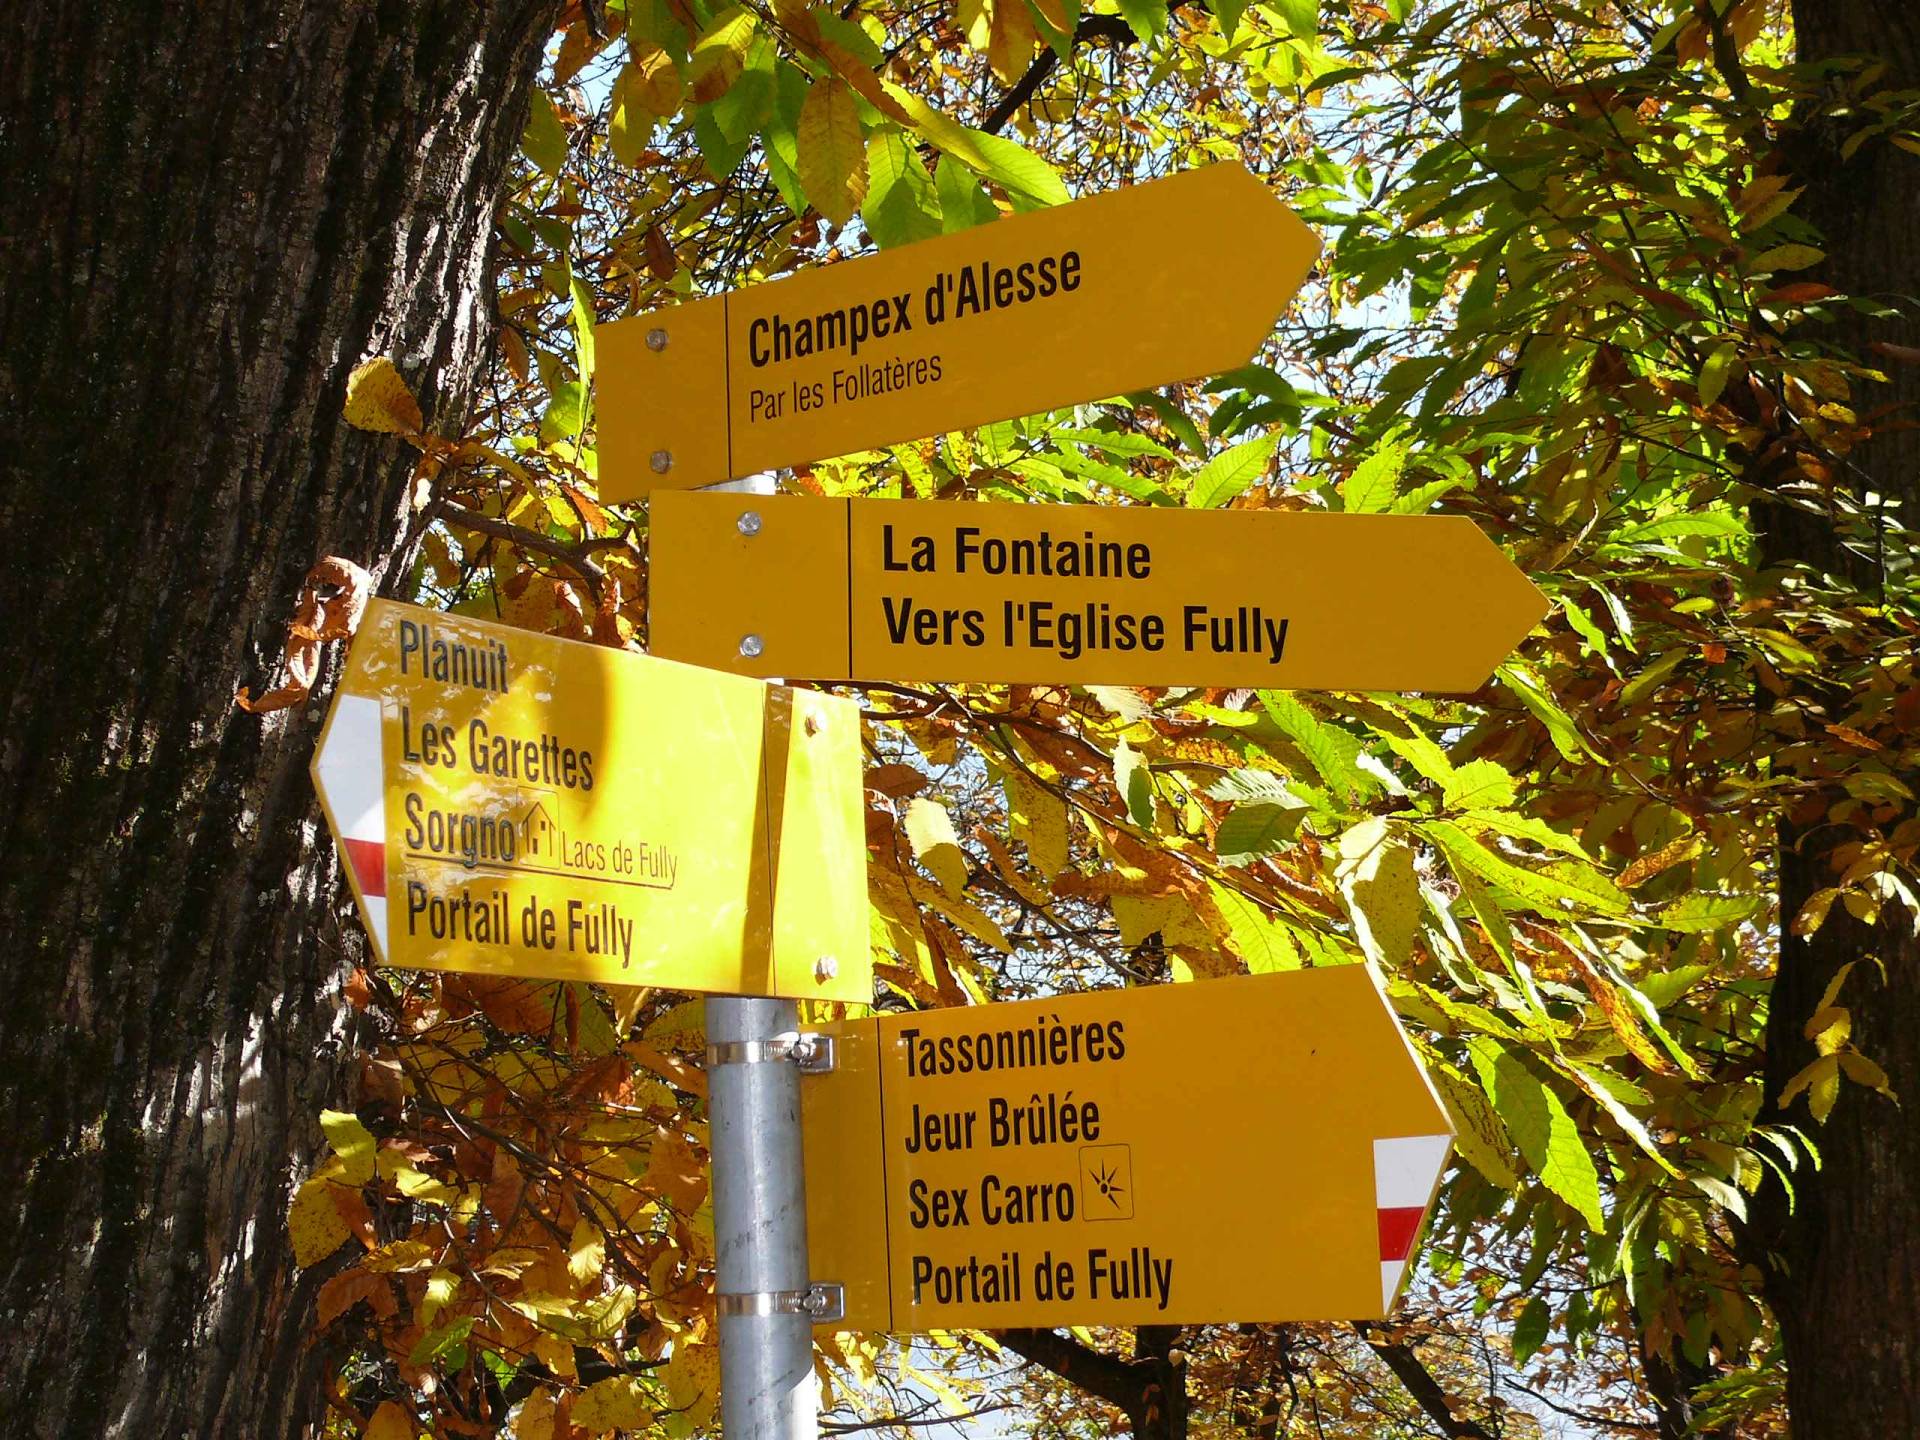 Champex d'Alesse
Par les Follatères
La Fontaine
Vers l'Eglise Fully
Planuit
Les Garettes
Sorgno Lacs de Fully
Portail de Fully
Tassonnières
Jeur Brûlée
Sex Carro
Portail de Fully